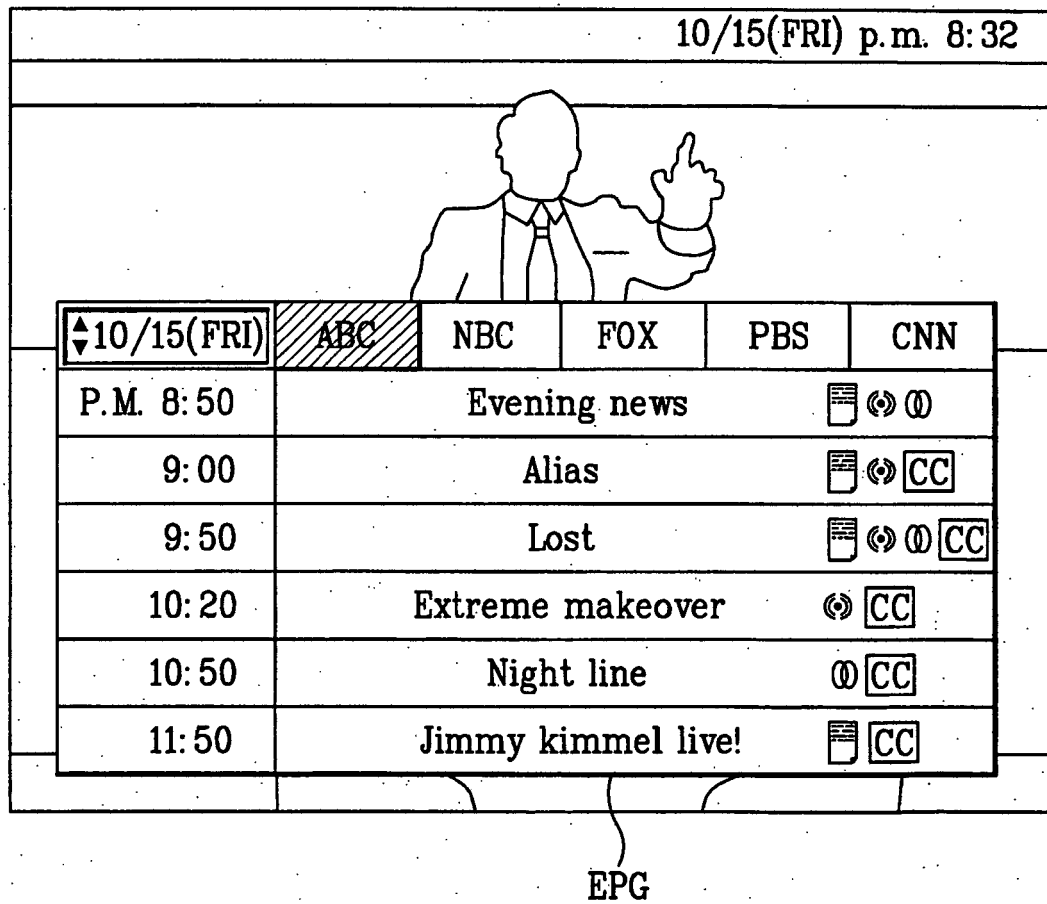 10/15(FRI) p.m. 8:32
10/15(FRI) ABC NBC FOX PBS CNN
P.M. 8:50 Evening news
9:00 Alias CC
9:50 Lost CC
10:20 Extreme makeover CC
10:50 Night line CC
11:50 Jimmy kimmel live! CC
EPG